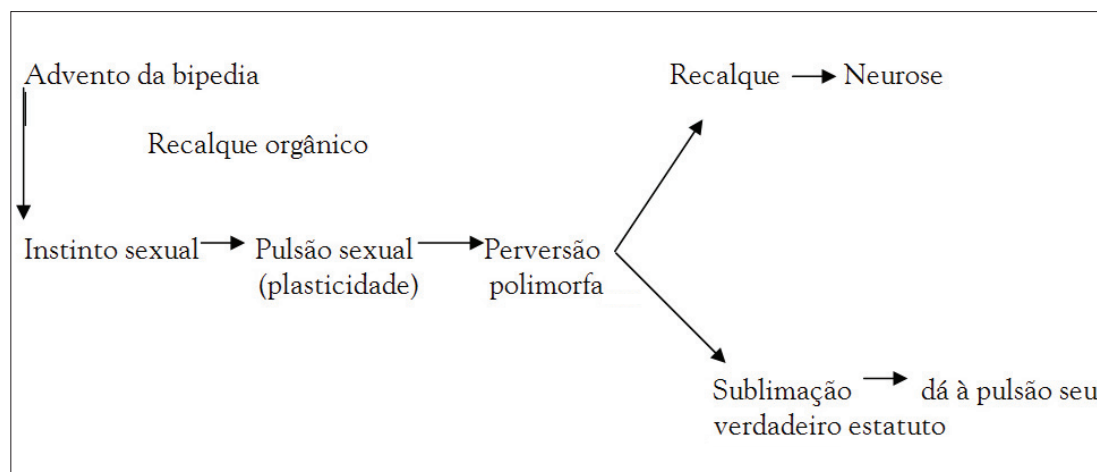 Advento da bipedia
Recalque → Neurose
Recalque orgânico
Instinto sexual → Pulsão sexual → Perversão
(plasticidade) polimorfa
Sublimação → dá à pulsão seu
verdadeiro estatuto